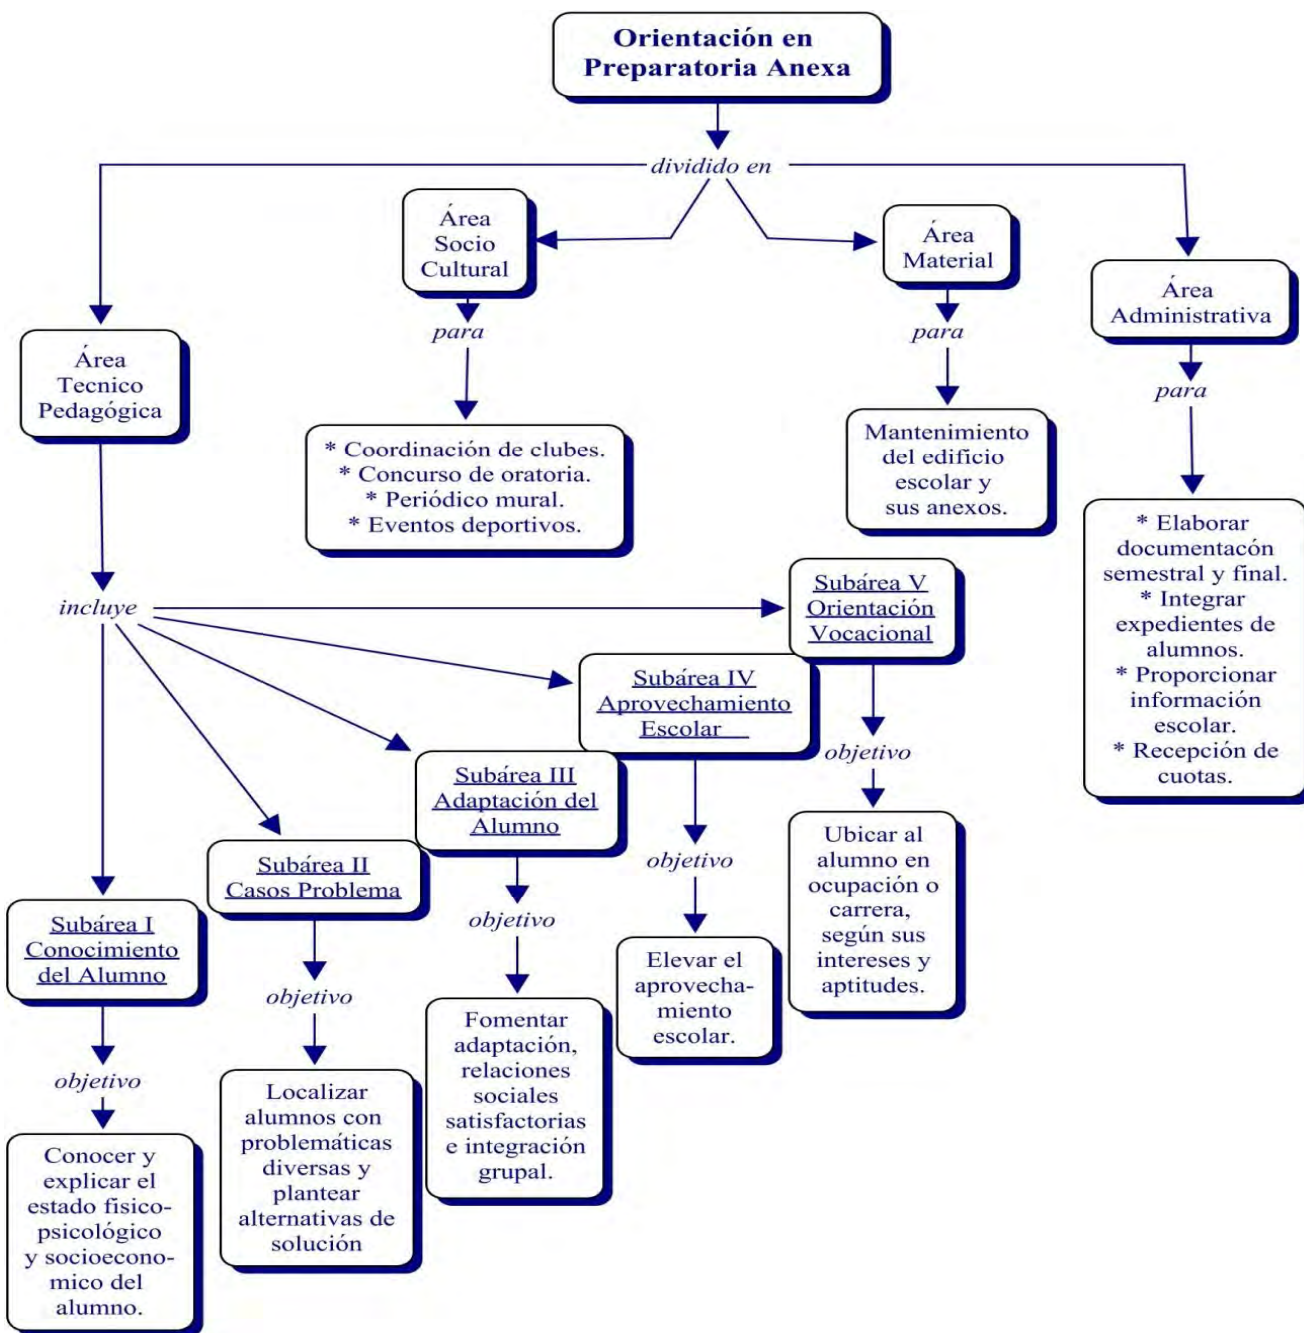 Orientación en
Preparatoria Anexa
dividido en
Área
Socio
Cultural
Área
Material
Área
Administrativa
Área
Tecnico
Pedagógica
para
para
para
* Coordinación de clubes.
* Concurso de oratoria.
* Periódico mural.
* Eventos deportivos.
Mantenimiento
del edificio
escolar y
sus anexos.
* Elaborar
documentacón
semestral y final.
* Integrar
expedientes de
alumnos.
* Proporcionar
información
escolar.
* Recepción de
cuotas.
incluye
Subárea V
Orientación
Vocacional
Subárea IV
Aprovechamiento
Escolar
Subárea III
Adaptación del
Alumno
Subárea II
Casos Problema
Subárea I
Conocimiento
del Alumno
objetivo
Ubicar al
alumno en
ocupación o
carrera,
según sus
intereses y
aptitudes.
objetivo
Elevar el
aprovecha-
miento
escolar.
objetivo
Fomentar
adaptación,
relaciones
sociales
satisfactorias
e integración
grupal.
objetivo
Localizar
alumnos con
problemáticas
diversas y
plantear
alternativas de
solución
objetivo
Conocer y
explicar el
estado fisico-
psicológico
y socioecono-
mico del
alumno.